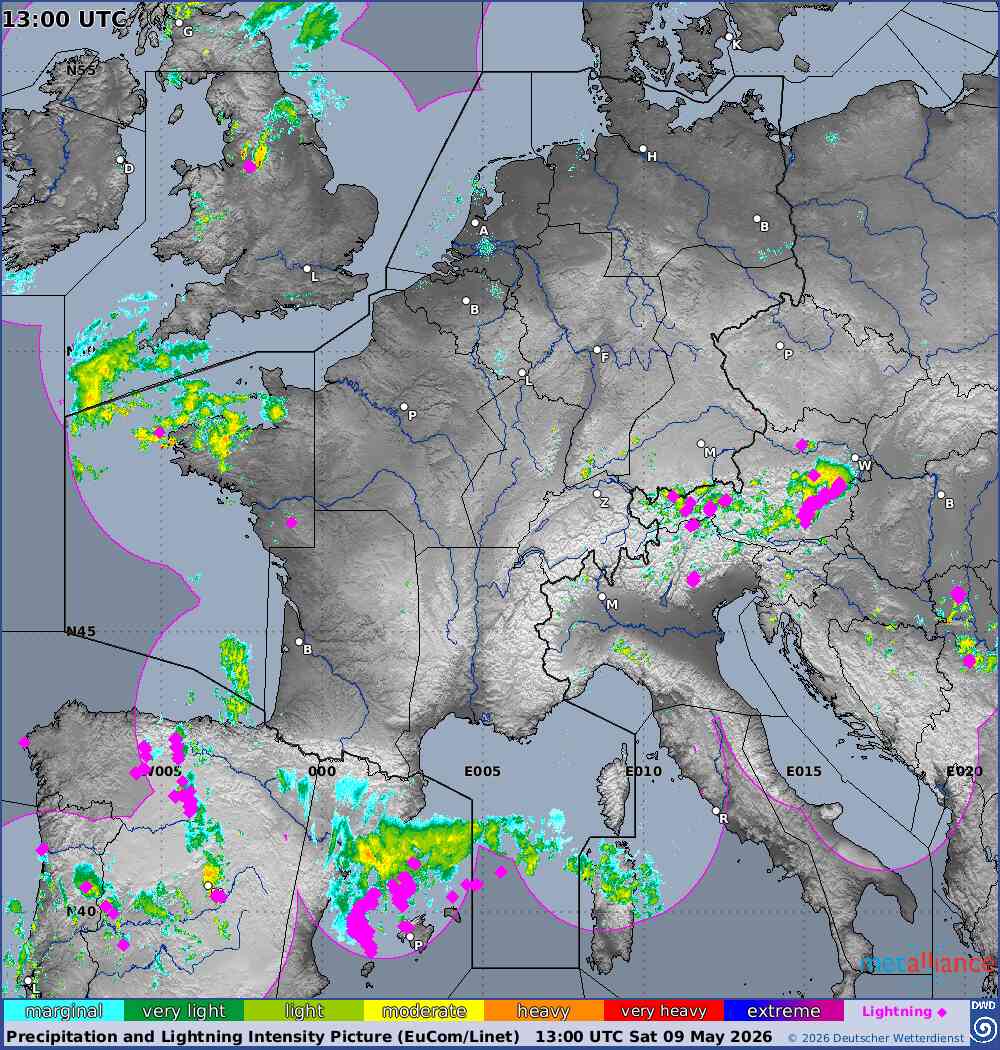 13:00 UTC
G
K
N55
D
H
A
B
L
B
F
P
L
P
M
W
Z
B
M
N45
B
W005
000
E005
E010
E015
E020
R
N40
P
L
metalliance
marginal very light light moderate heavy very heavy extreme Lightning
DWD
Precipitation and Lightning Intensity Picture (EuCom/Linet) 13:00 UTC Sat 09 May 2026 © 2026 Deutscher Wetterdienst